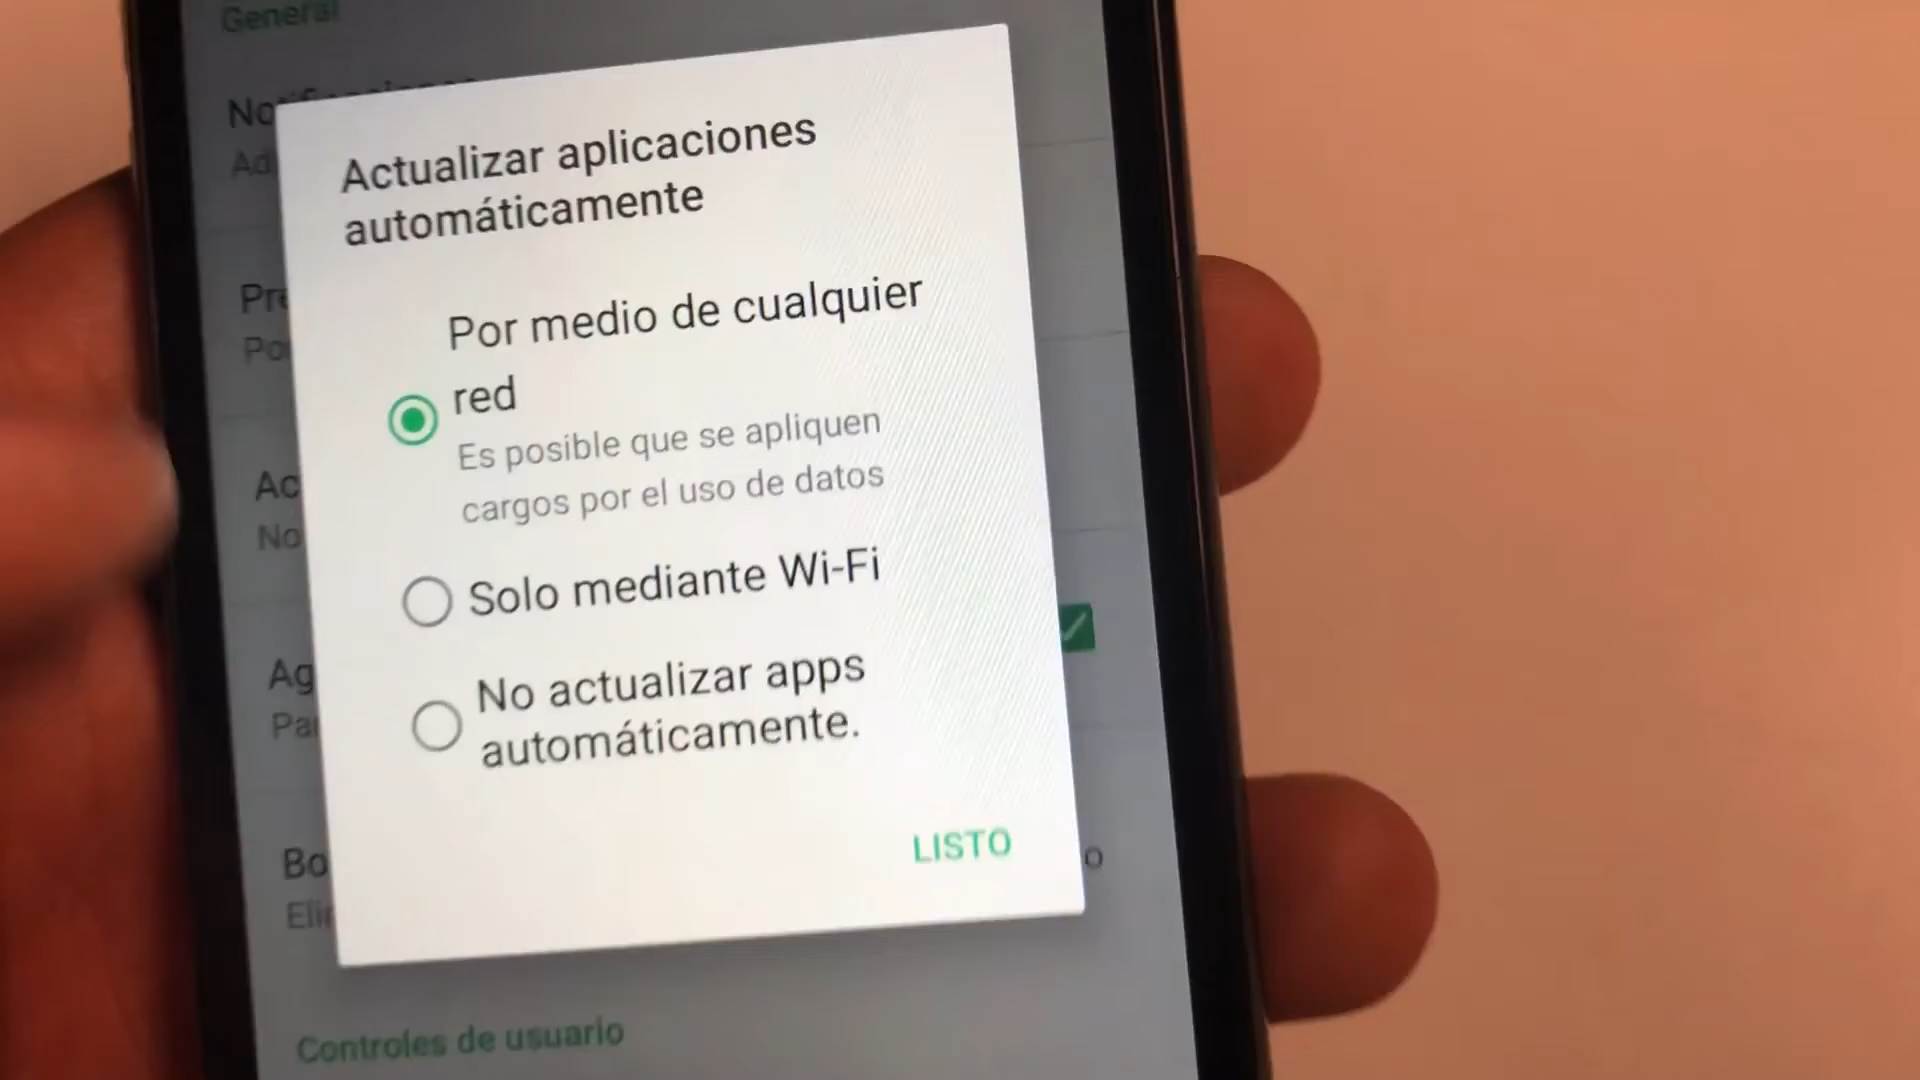 General
Actualizar aplicaciones
automáticamente
Por medio de cualquier
red
Es posible que se apliquen
cargos por el uso de datos
Solo mediante Wi-Fi
No actualizar apps
automáticamente.
LISTO
Controles de usuario